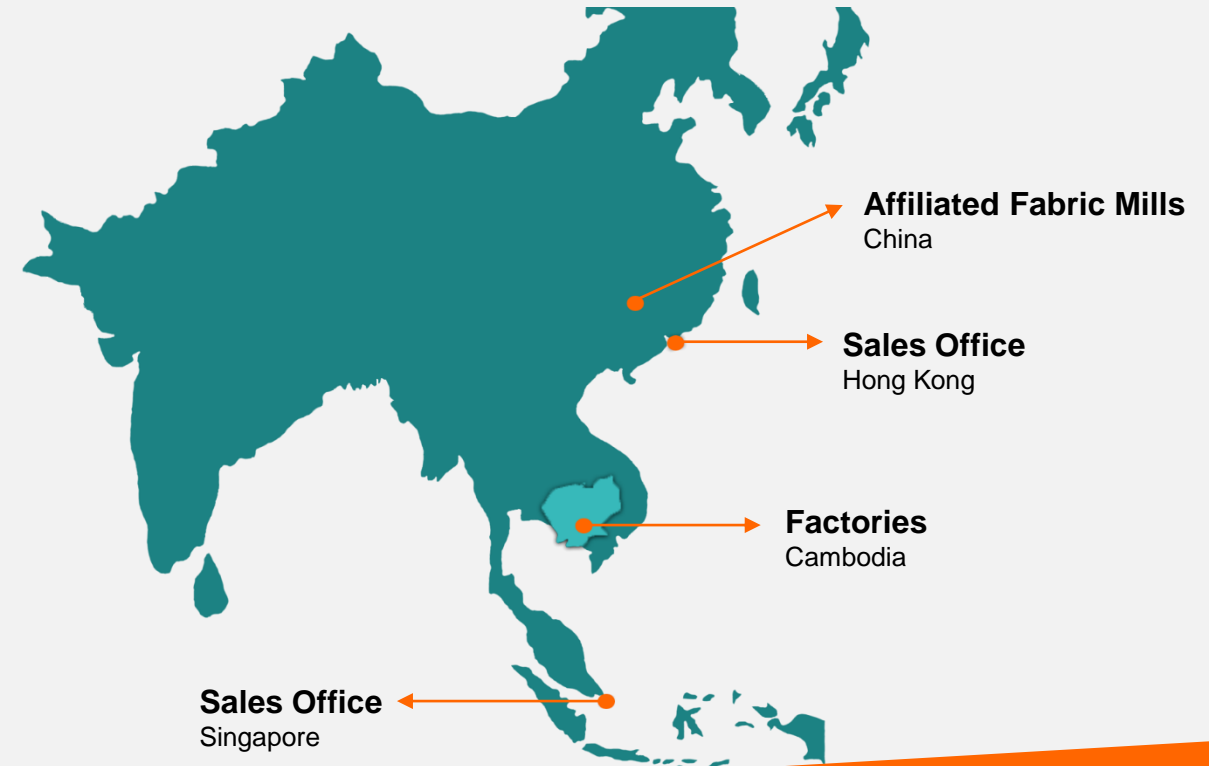 Affiliated Fabric Mills
China
Sales Office
Hong Kong
Factories
Cambodia
Sales Office
Singapore